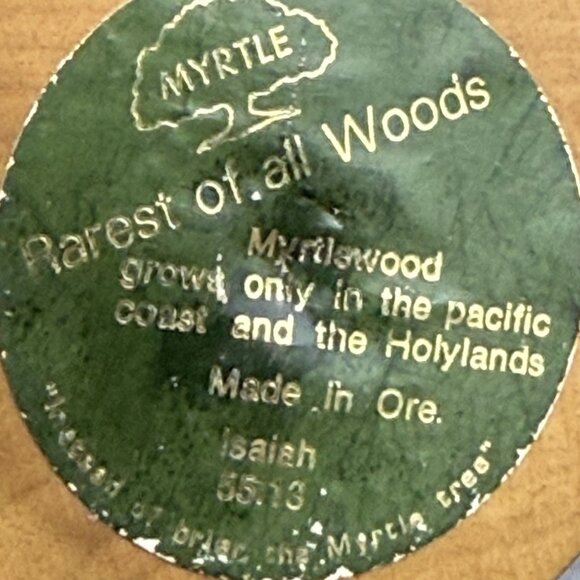 MYRTLE
Rarest of all Woods
Myrtlewood
grows only in the pacific
coast and the Holylands
Made in Ore.
Isaiah
55:13
"Instead of briar the Myrtle tree"